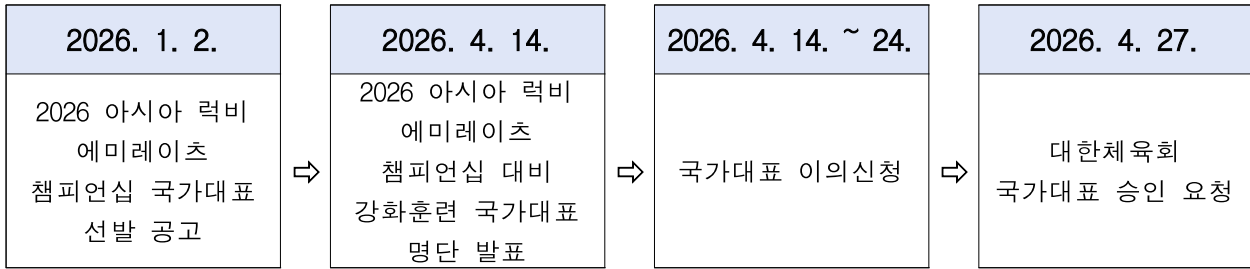 2026. 1. 2.
2026 아시아 럭비
에미레이츠
챔피언십 국가대표
선발 공고
⇨
2026. 4. 14.
2026 아시아 럭비
에미레이츠
챔피언십 대비
강화훈련 국가대표
명단 발표
⇨
2026. 4. 14. ~ 24.
국가대표 이의신청
⇨
2026. 4. 27.
대한체육회
국가대표 승인 요청